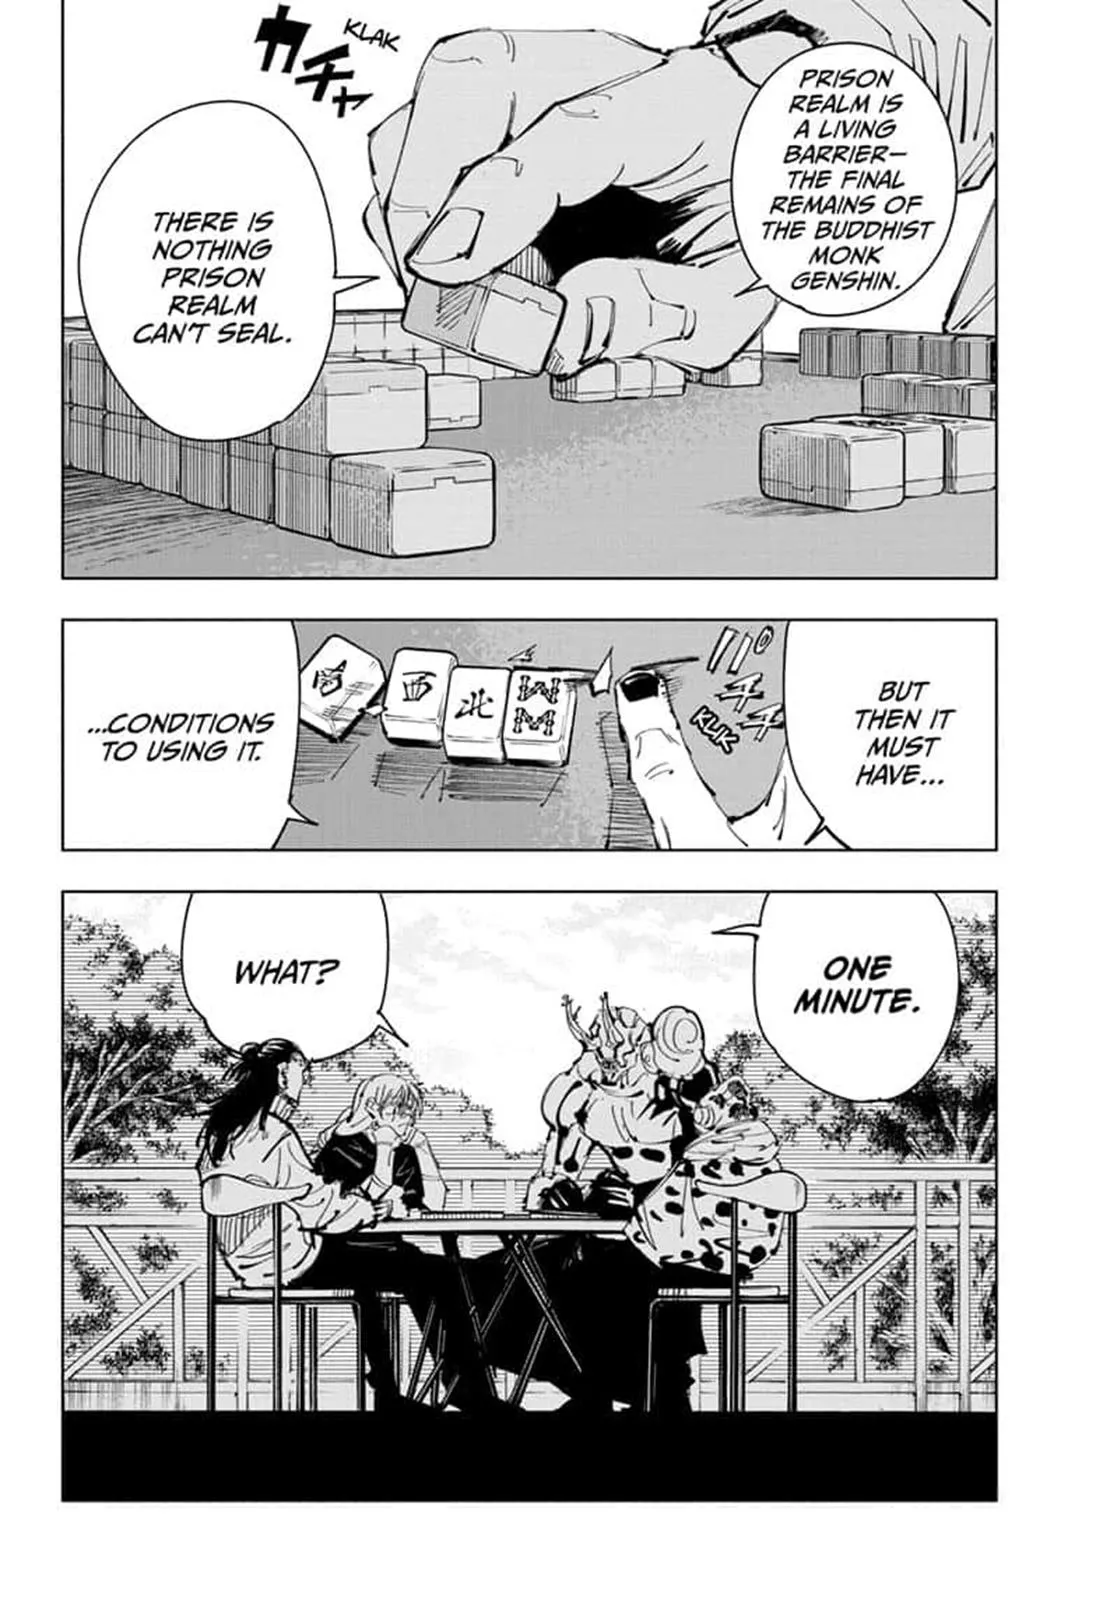 カチャ
KLAK
PRISON
REALM IS
A LIVING
BARRIER—
THE FINAL
REMAINS OF
THE BUDDHIST
MONK
GENSHIN.
THERE IS
NOTHING
PRISON
REALM
CAN'T SEAL.
BUT
THEN IT
MUST
HAVE...
KLIK
南
西
北
...CONDITIONS
TO USING IT.
ONE
MINUTE.
WHAT?